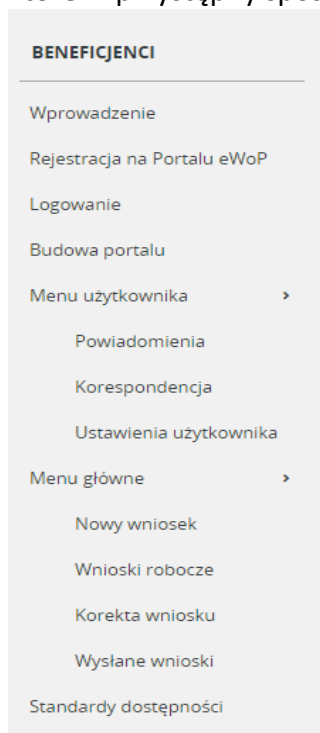 BENEFICJENCI
Wprowadzenie
Rejestracja na Portalu eWoP
Logowanie
Budowa portalu
Menu użytkownika >
Powiadomienia
Korespondencja
Ustawienia użytkownika
Menu główne >
Nowy wniosek
Wnioski robocze
Korekta wniosku
Wysłane wnioski
Standardy dostępności